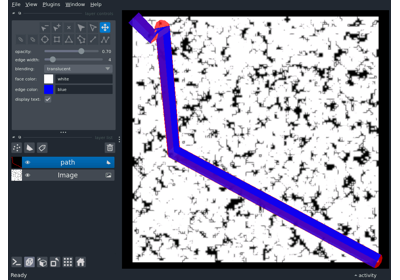 File View Plugins Window Help
opacity: 0.70
edge width: 4
blending: translucent
face color: white
edge color: blue
display text: ✓
path
Image
Ready
activity